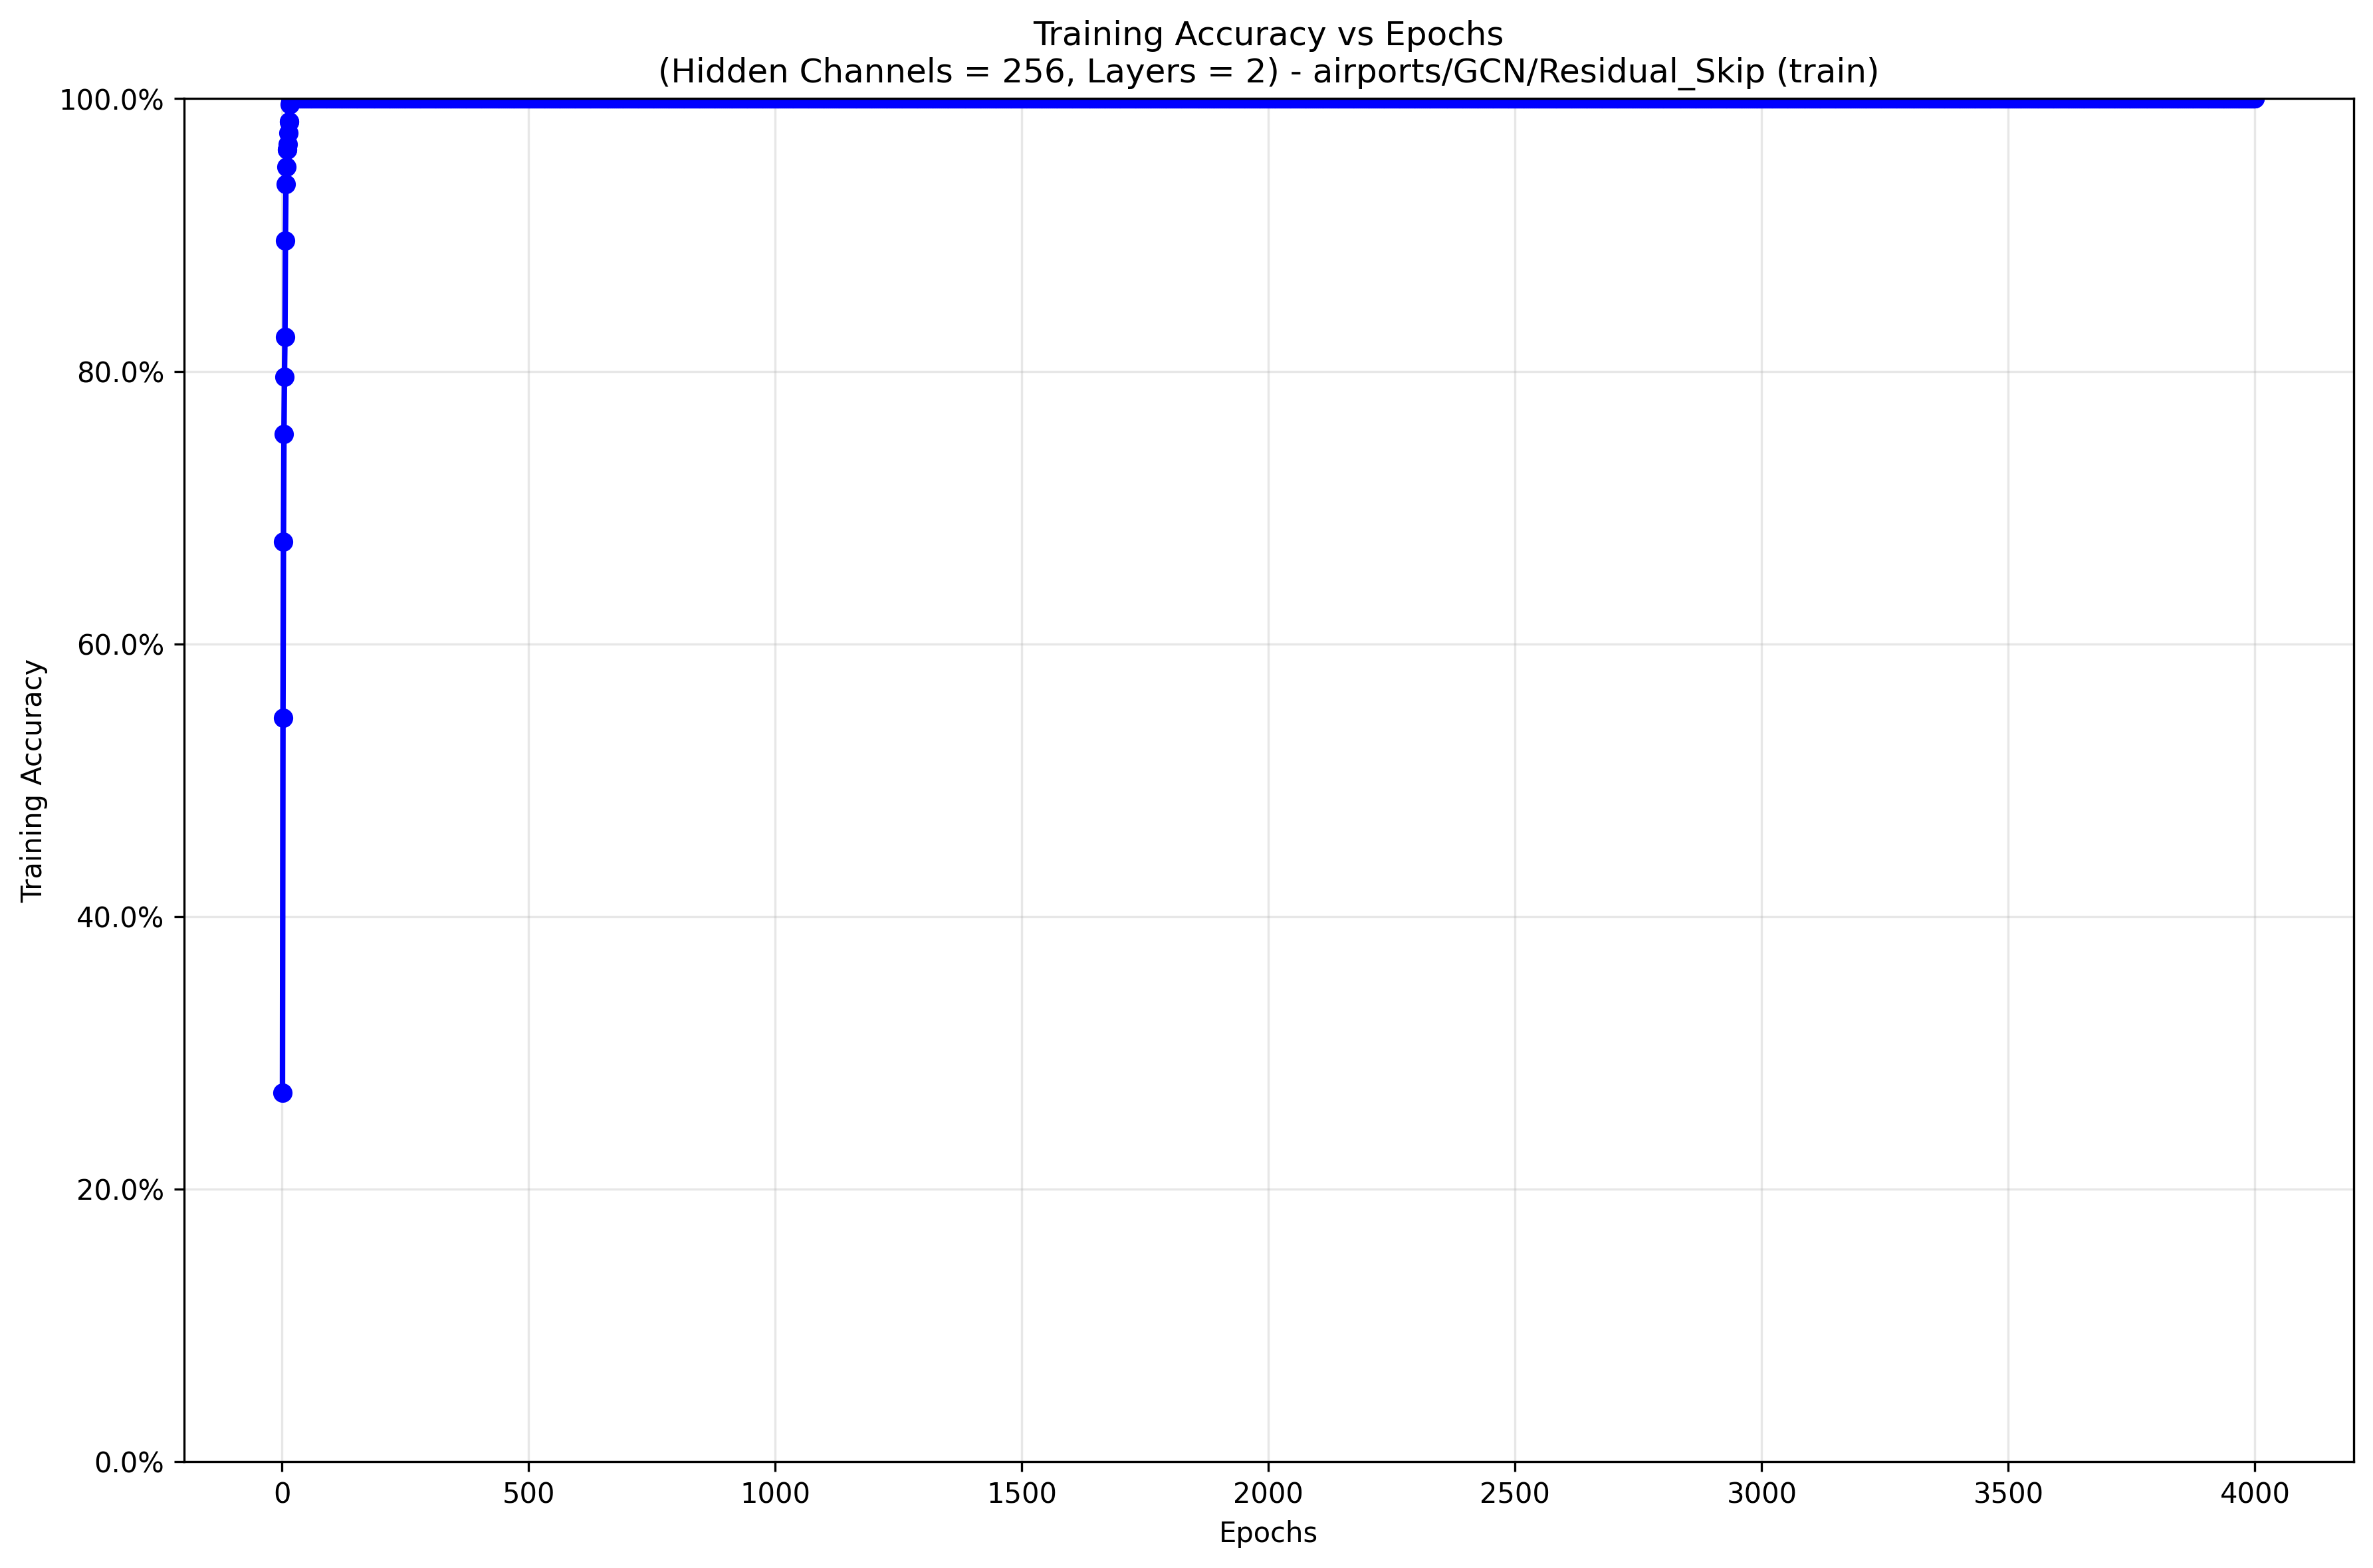 Training Accuracy vs Epochs
(Hidden Channels = 256, Layers = 2) - airports/GCN/Residual_Skip (train)
100.0%
80.0%
60.0%
40.0%
20.0%
0.0%
Training Accuracy
0 500 1000 1500 2000 2500 3000 3500 4000
Epochs